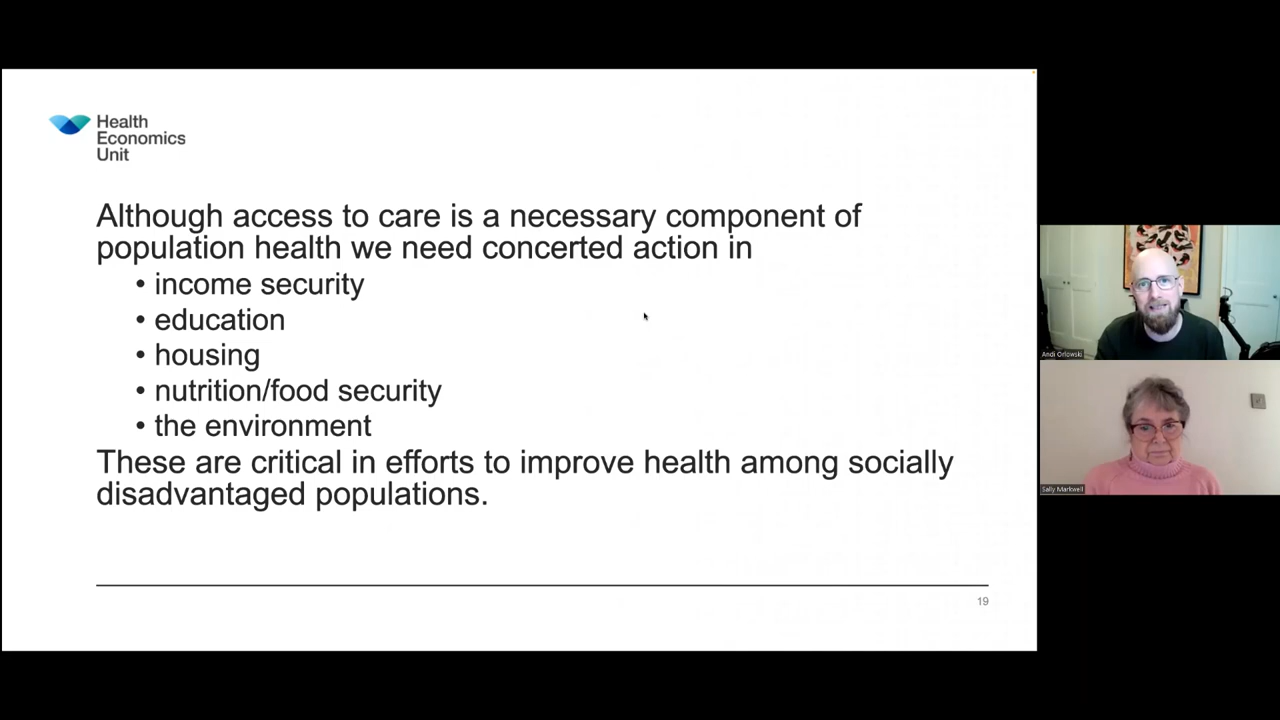 Health
Economics
Unit
Although access to care is a necessary component of
population health we need concerted action in
• income security
• education
• housing
• nutrition/food security
• the environment
These are critical in efforts to improve health among socially
disadvantaged populations.
19
Andi Orlowski
Sally Markwell